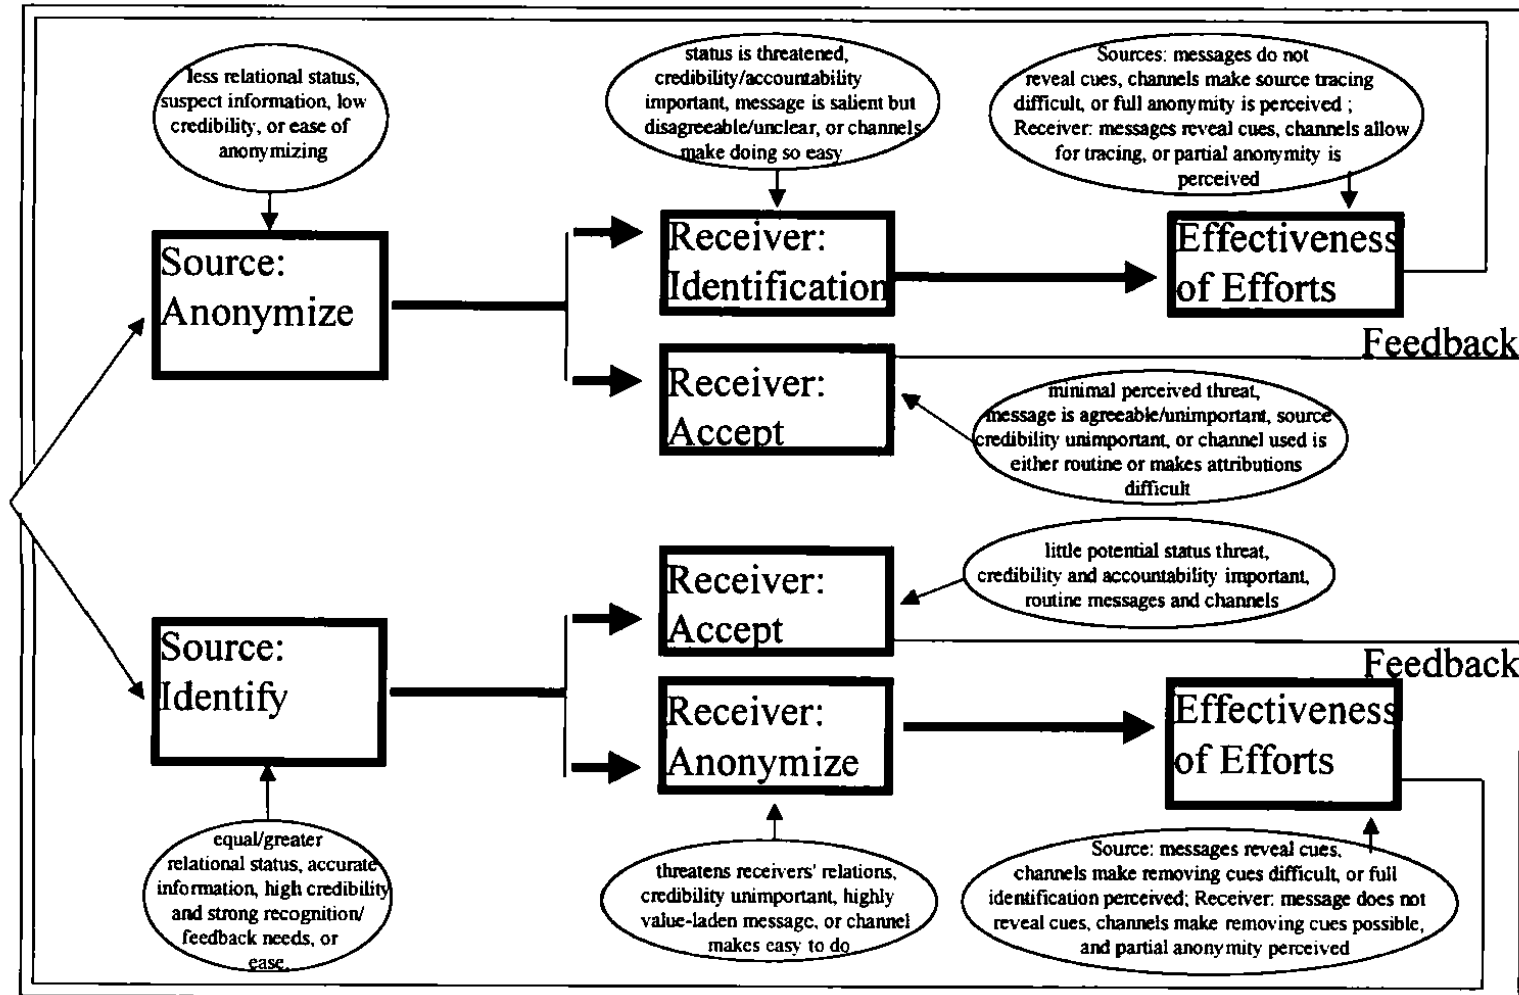 less relational status,
suspect information, low
credibility, or ease of
anonymizing
status is threatened,
credibility/accountability
important, message is salient but
disagreeable/unclear, or channels
make doing so easy
Sources: messages do not
reveal cues, channels make source tracing
difficult, or full anonymity is perceived ;
Receiver: messages reveal cues, channels allow
for tracing, or partial anonymity is
perceived
Source:
Anonymize
Receiver:
Identification
Effectiveness
of Efforts
Feedback
Receiver:
Accept
minimal perceived threat,
message is agreeable/unimportant, source
credibility unimportant, or channel used is
either routine or makes attributions
difficult
Receiver:
Accept
little potential status threat,
credibility and accountability important,
routine messages and channels
Feedback
Source:
Identify
Receiver:
Anonymize
Effectiveness
of Efforts
equal/greater
relational status, accurate
information, high credibility
and strong recognition/
feedback needs, or
ease.
threatens receivers' relations,
credibility unimportant, highly
value-laden message, or channel
makes easy to do
Source: messages reveal cues,
channels make removing cues difficult, or full
identification perceived; Receiver: message does not
reveal cues, channels make removing cues possible,
and partial anonymity perceived